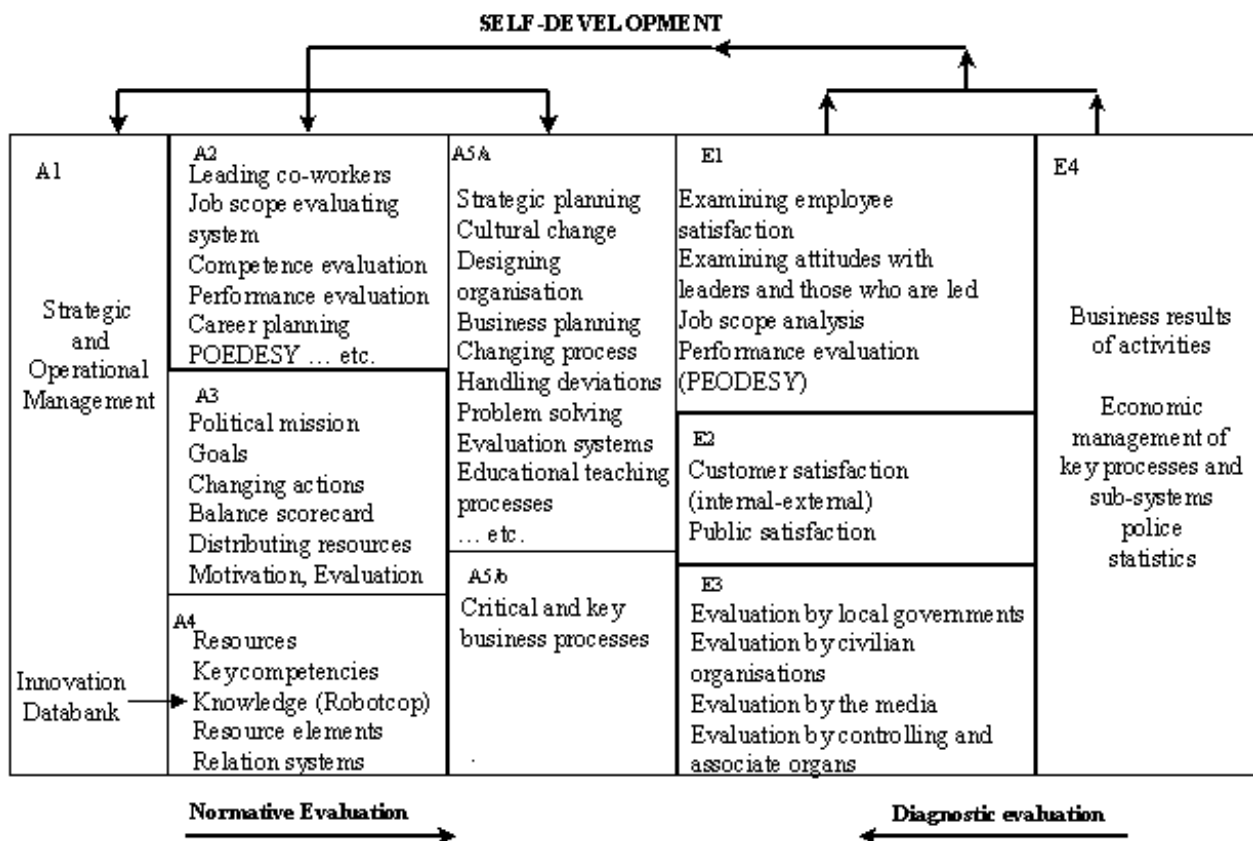 SELF-DEVELOPMENT
A1
Strategic
and
Operational
Management
Innovation
Databank
A2
Leading co-workers
Job scope evaluating
system
Competence evaluation
Performance evaluation
Career planning
POEDESY ... etc.
A3
Political mission
Goals
Changing actions
Balance scorecard
Distributing resources
Motivation, Evaluation
A4
Resources
Keycompetencies
Knowledge (Robotcop)
Resource elements
Relation systems
A5/a
Strategic planning
Cultural change
Designing
organisation
Business planning
Changing process
Handling deviations
Problem solving
Evaluation systems
Educational teaching
processes
... etc.
A5/b
Critical and key
business processes
.
E1
Examining employee
satisfaction
Examining attitudes with
leaders and those who are led
Job scope analysis
Performance evaluation
(PEODESY)
E2
Customer satisfaction
(internal-external)
Public satisfaction
E3
Evaluation by local governments
Evaluation by civilian
organisations
Evaluation by the media
Evaluation by controlling and
associate organs
E4
Business results
of activities
Economic
management of
key processes and
sub-systems
police
statistics
Normative Evaluation
Diagnostic evaluation